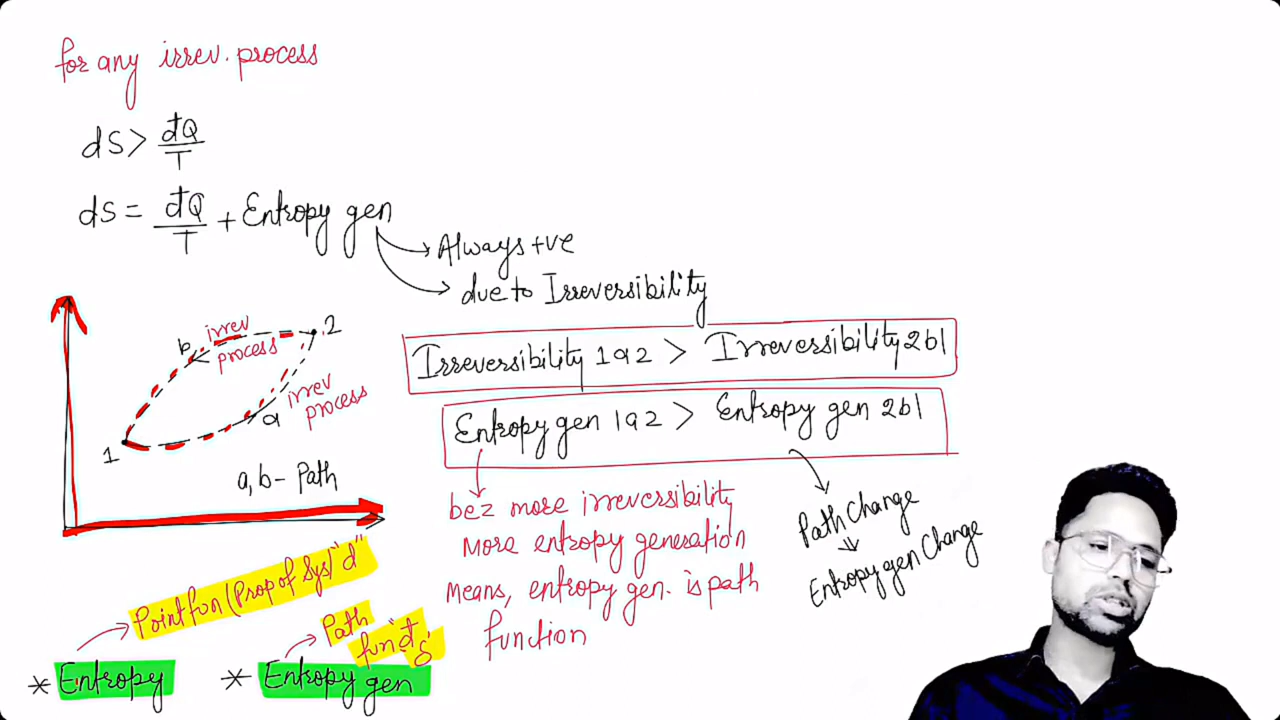 for any irrev. process
dS > đQ/T
dS = đQ/T + Entropy gen
Always +ve
due to Irreversibility
2
b
irrev
process
irrev
process
a
1
a, b - Path
Irreversibility 1a2 > Irreversibility 2b1
Entropy gen 1a2 > Entropy gen 2b1
bcz more irreversibility
More entropy generation
Means, entropy gen. is path
function
Path Change
Entropy gen Change
Point fun (Prop of Sys) "d"
Path
fun "đ, δ"
* Entropy
* Entropy gen